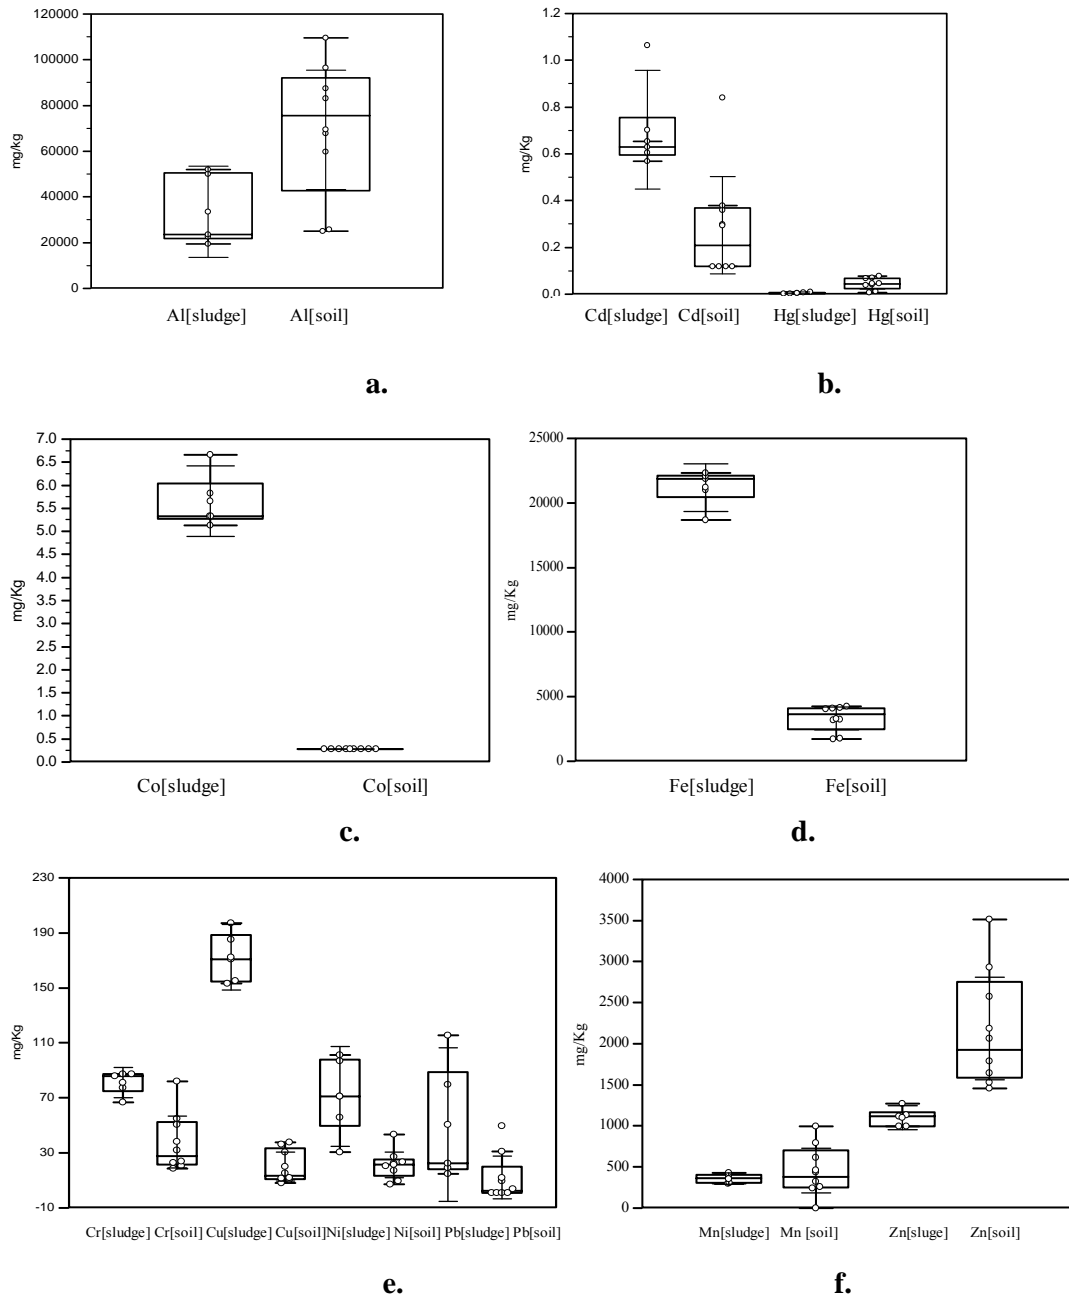 120000
100000
80000
60000
40000
20000
0
mg/kg
Al[sludge] Al[soil]
a.
1.2
1.0
0.8
0.6
0.4
0.2
0.0
mg/Kg
Cd[sludge] Cd[soil] Hg[sludge] Hg[soil]
b.
7.0
6.5
6.0
5.5
5.0
4.5
4.0
3.5
3.0
2.5
2.0
1.5
1.0
0.5
0.0
mg/Kg
Co[sludge] Co[soil]
c.
25000
20000
15000
10000
5000
0
mg/Kg
Fe[sludge] Fe[soil]
d.
230
190
150
110
70
30
-10
mg/Kg
Cr[sludge] Cr[soil] Cu[sludge] Cu[soil] Ni[sludge] Ni[soil] Pb[sludge] Pb[soil]
e.
4000
3500
3000
2500
2000
1500
1000
500
0
mg/Kg
Mn[sludge] Mn [soil] Zn[sluge] Zn[soil]
f.